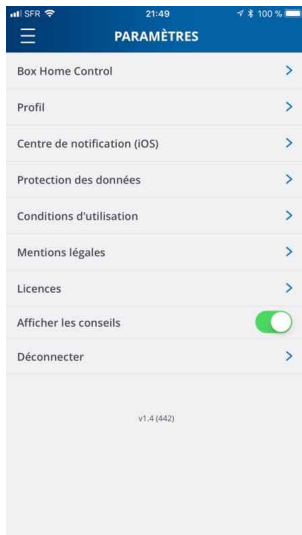 SFR 21:49 100 %
PARAMÈTRES
Box Home Control
Profil
Centre de notification (iOS)
Protection des données
Conditions d'utilisation
Mentions légales
Licences
Afficher les conseils
Déconnecter
v1.4 (442)